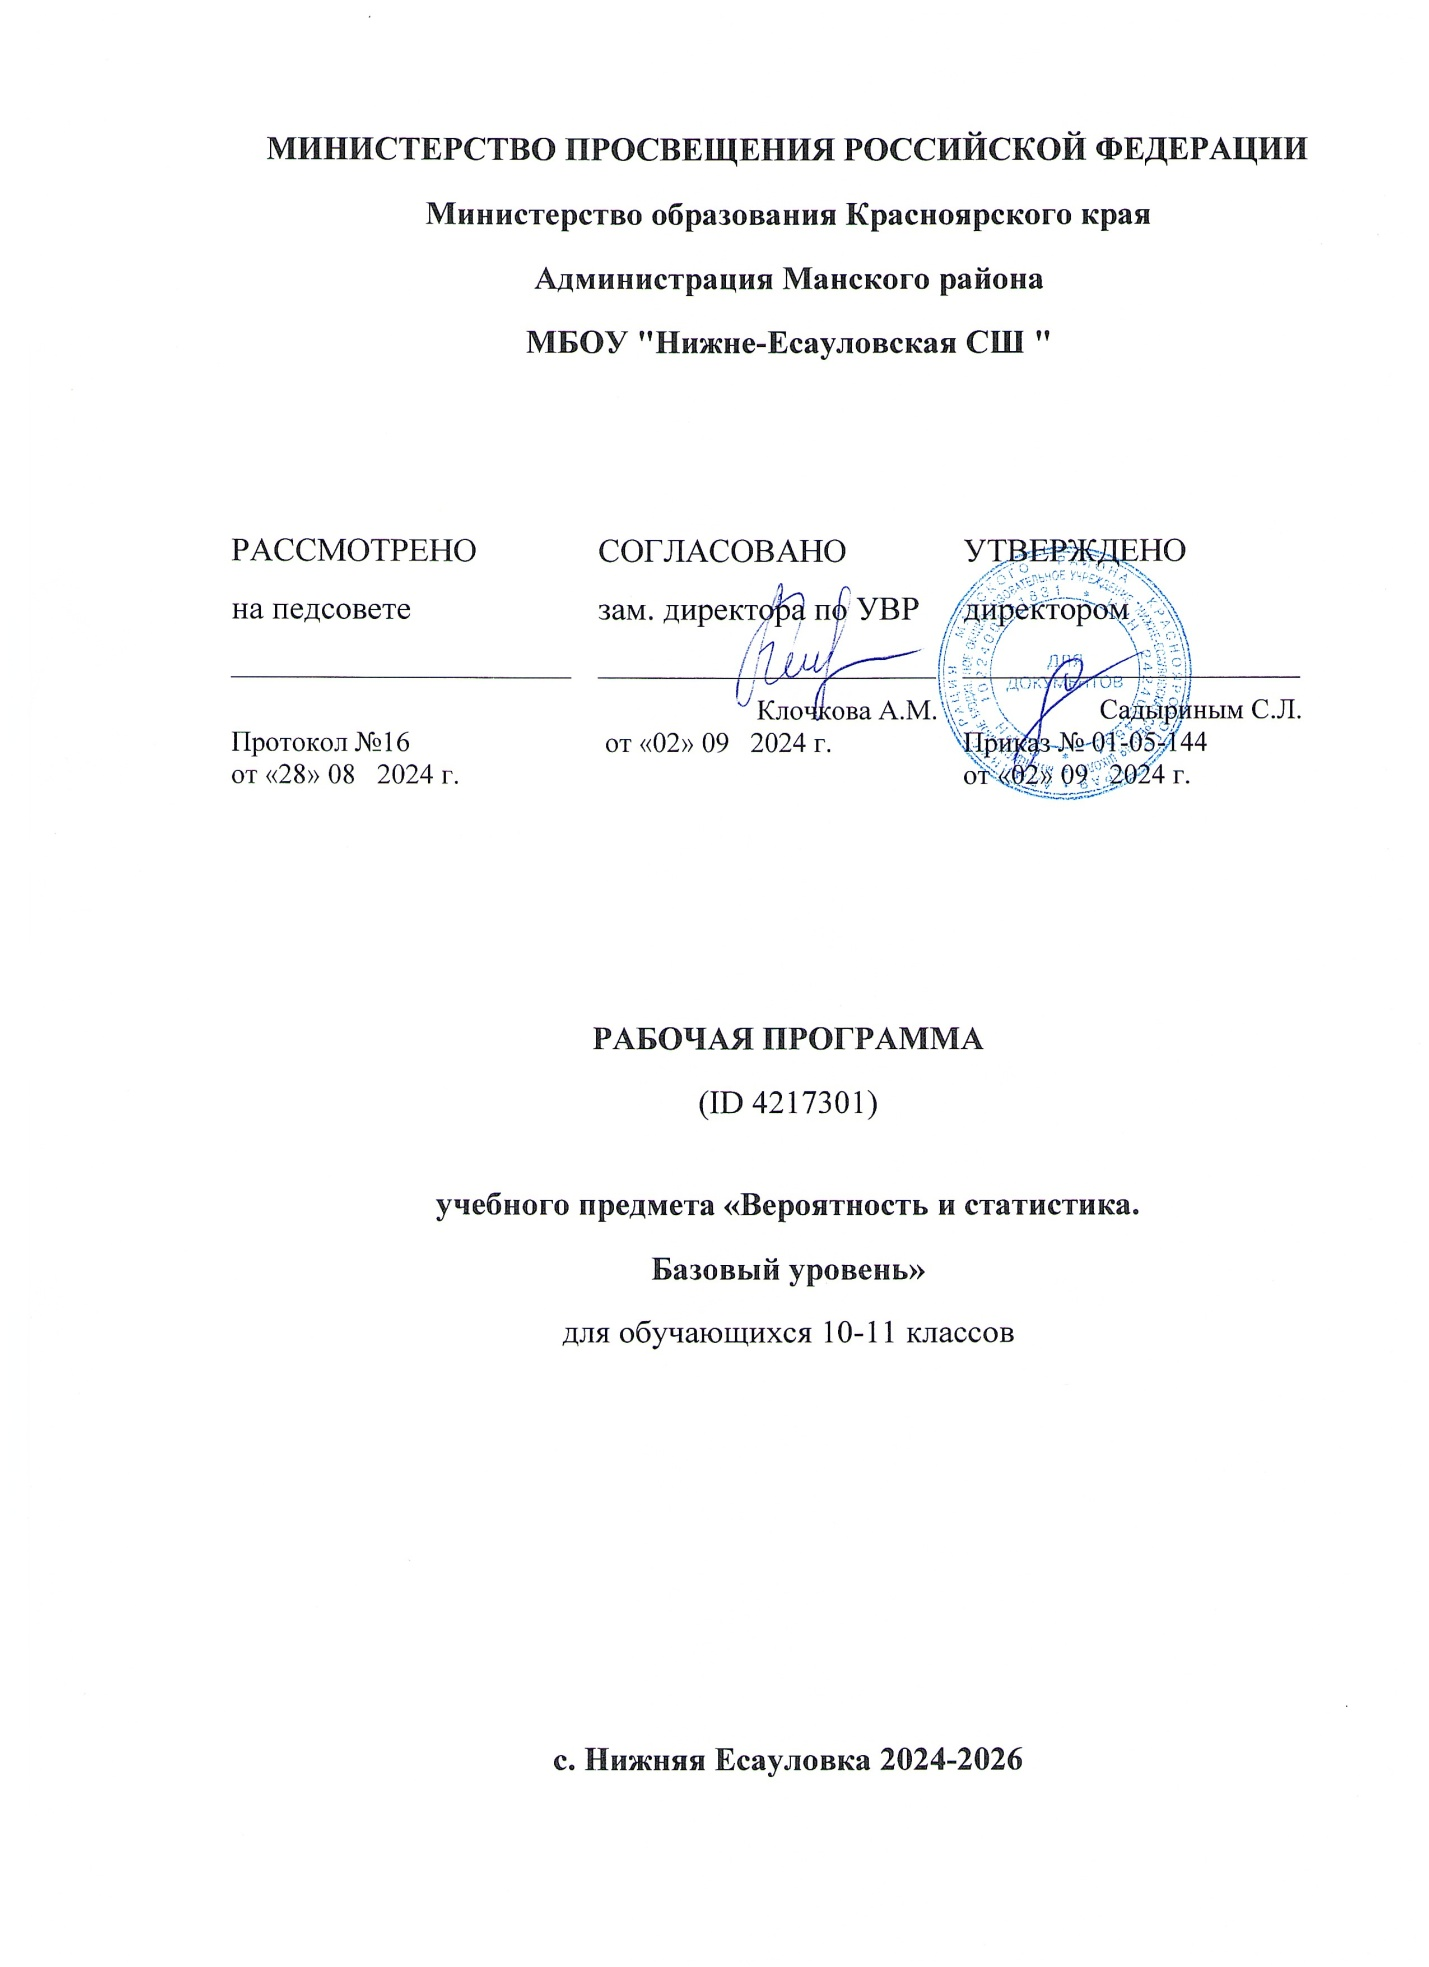 МИНИСТЕРСТВО ПРОСВЕЩЕНИЯ РОССИЙСКОЙ ФЕДЕРАЦИИ
Министерство образования Красноярского края
Администрация Манского района
МБОУ "Нижне-Есауловская СШ "
РАССМОТРЕНО
на педсовете
Протокол №16
от «28» 08 2024 г.
СОГЛАСОВАНО
зам. директора по УВР
Клочкова А.М.
от «02» 09 2024 г.
УТВЕРЖДЕНО
директором
ДЛЯ
ДОКУМЕНТОВ
Садыриным С.Л.
Приказ № 01-05-144
от «02» 09 2024 г.
РАБОЧАЯ ПРОГРАММА
(ID 4217301)
учебного предмета «Вероятность и статистика.
Базовый уровень»
для обучающихся 10-11 классов
с. Нижняя Есауловка 2024-2026